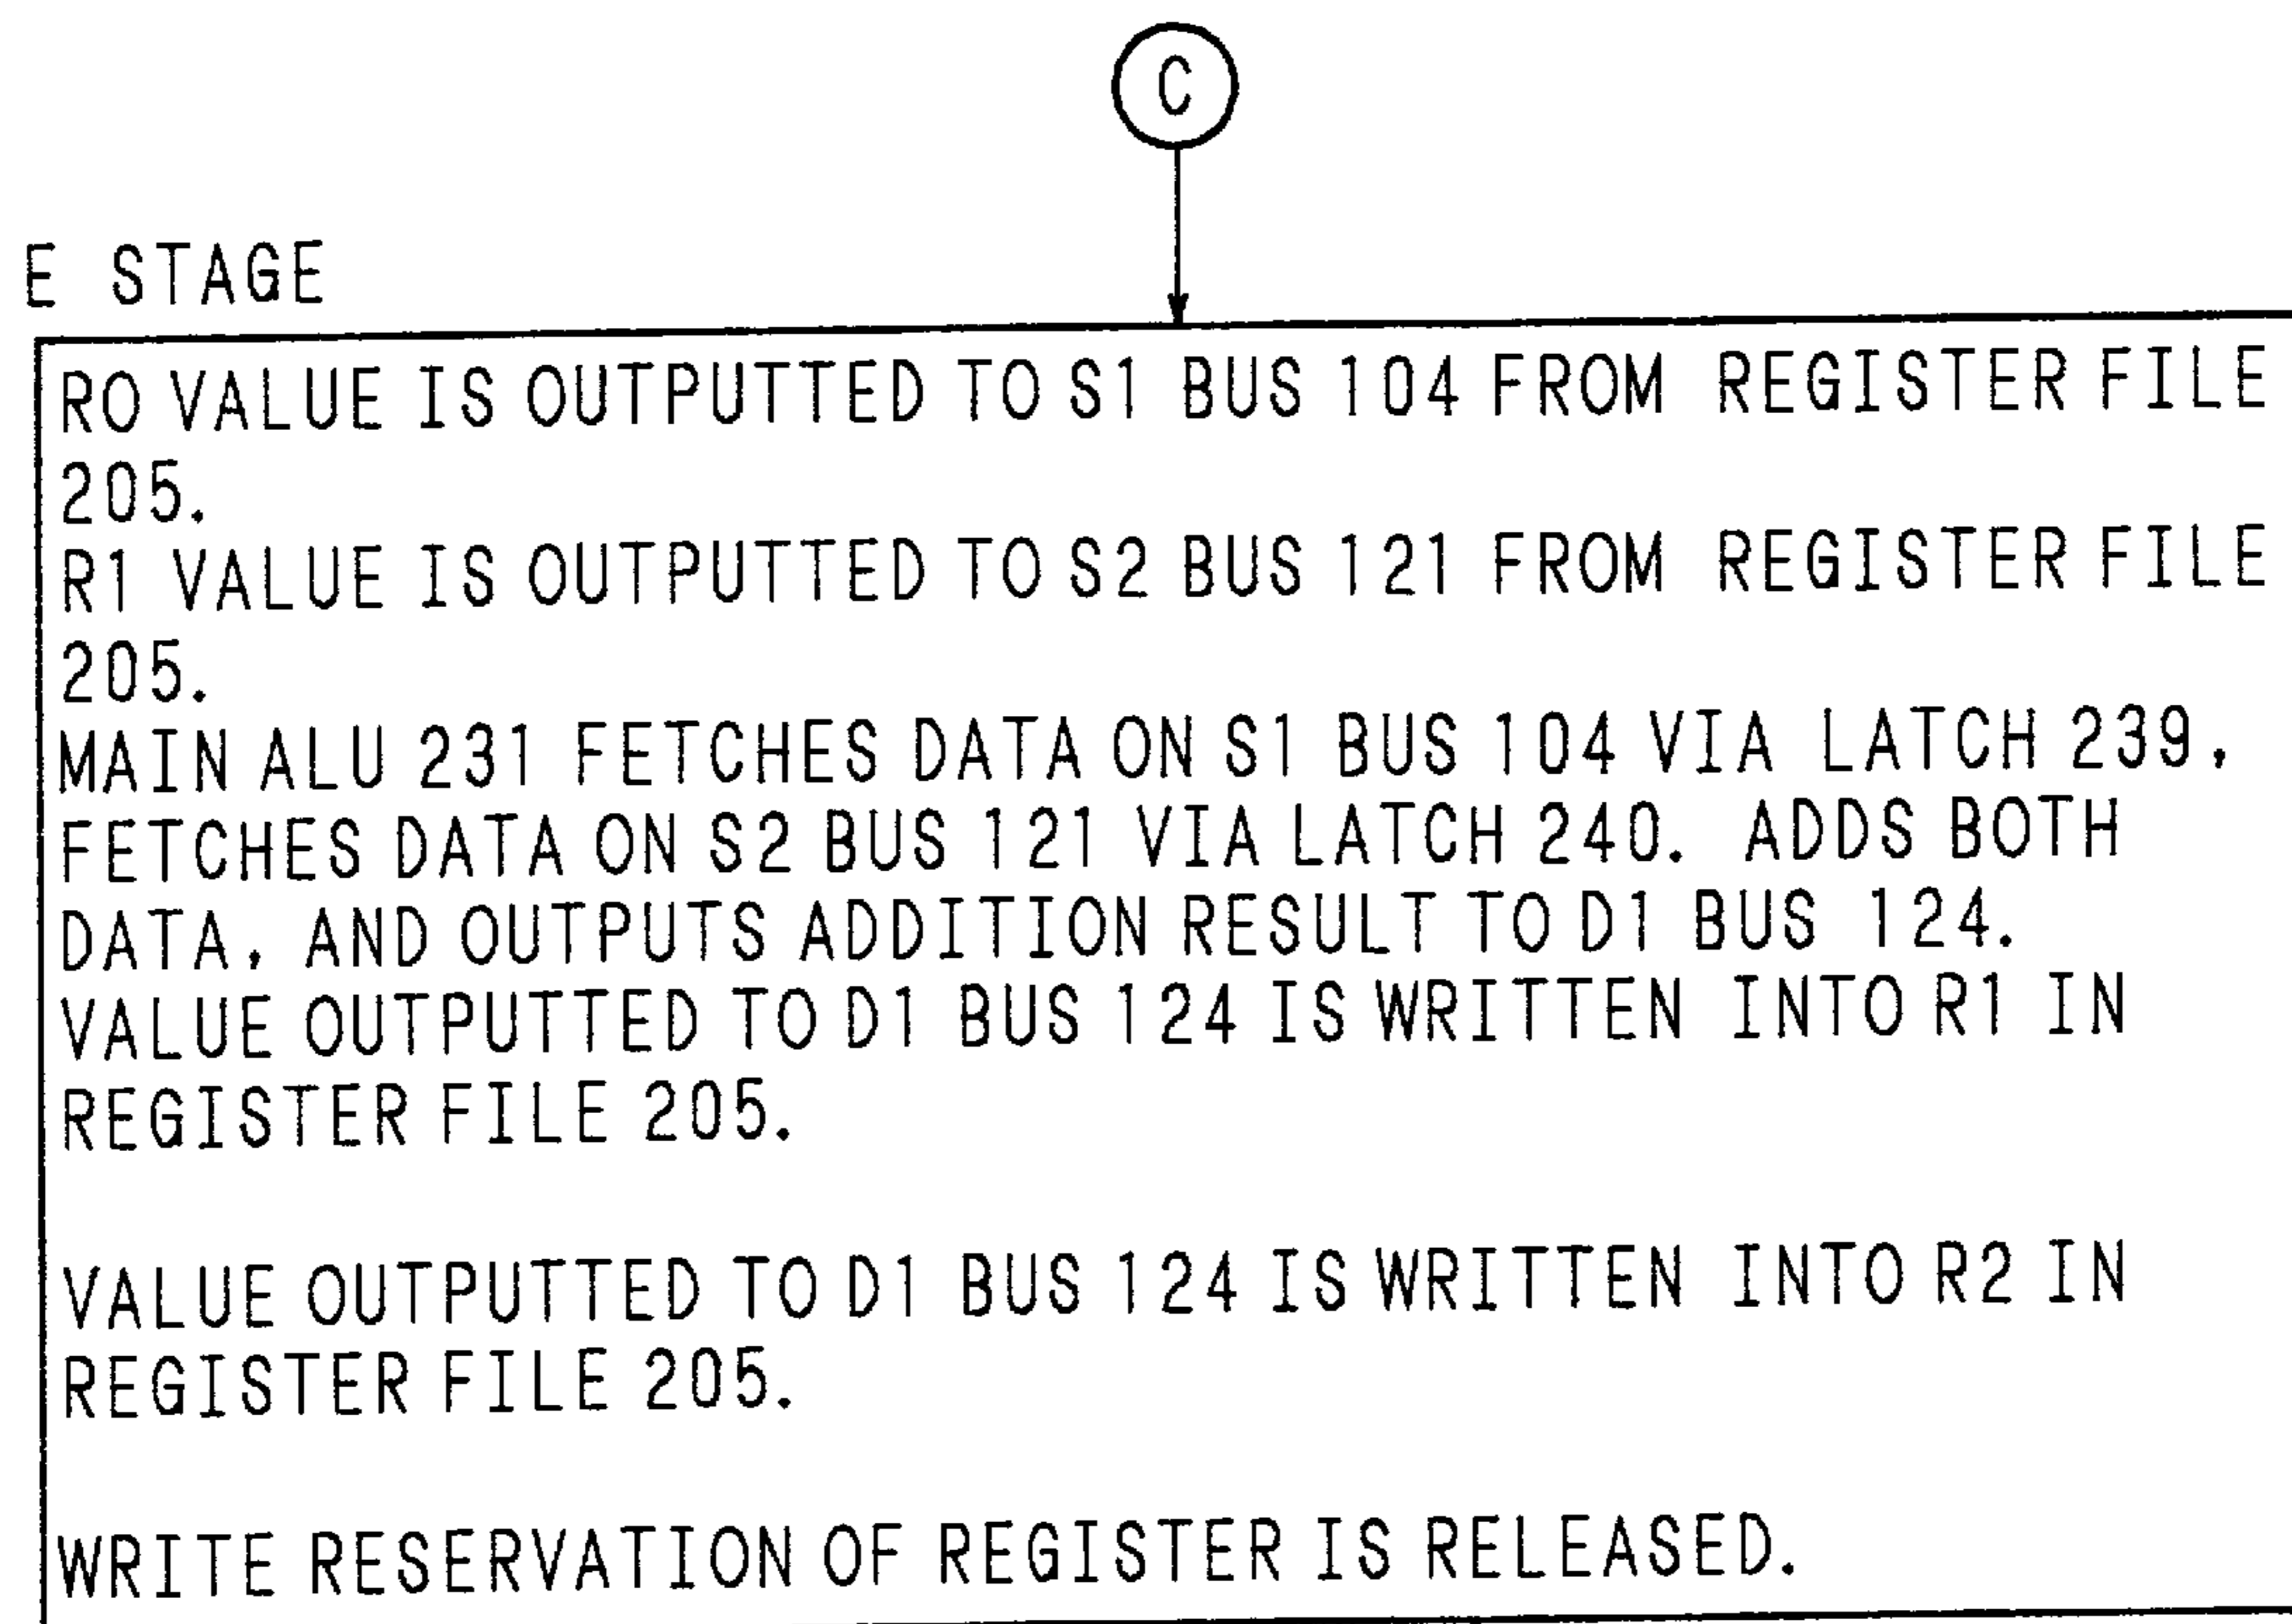 C
E STAGE
R0 VALUE IS OUTPUTTED TO S1 BUS 104 FROM REGISTER FILE
205.
R1 VALUE IS OUTPUTTED TO S2 BUS 121 FROM REGISTER FILE
205.
MAIN ALU 231 FETCHES DATA ON S1 BUS 104 VIA LATCH 239,
FETCHES DATA ON S2 BUS 121 VIA LATCH 240. ADDS BOTH
DATA, AND OUTPUTS ADDITION RESULT TO D1 BUS 124.
VALUE OUTPUTTED TO D1 BUS 124 IS WRITTEN INTO R1 IN
REGISTER FILE 205.
VALUE OUTPUTTED TO D1 BUS 124 IS WRITTEN INTO R2 IN
REGISTER FILE 205.
WRITE RESERVATION OF REGISTER IS RELEASED.